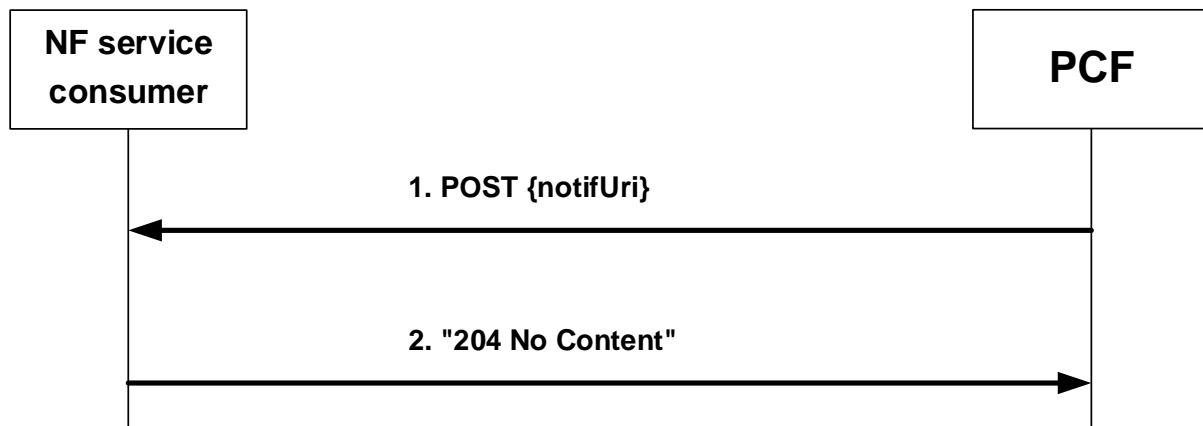 NF service
consumer
PCF
1. POST {notifUri}
2. "204 No Content"